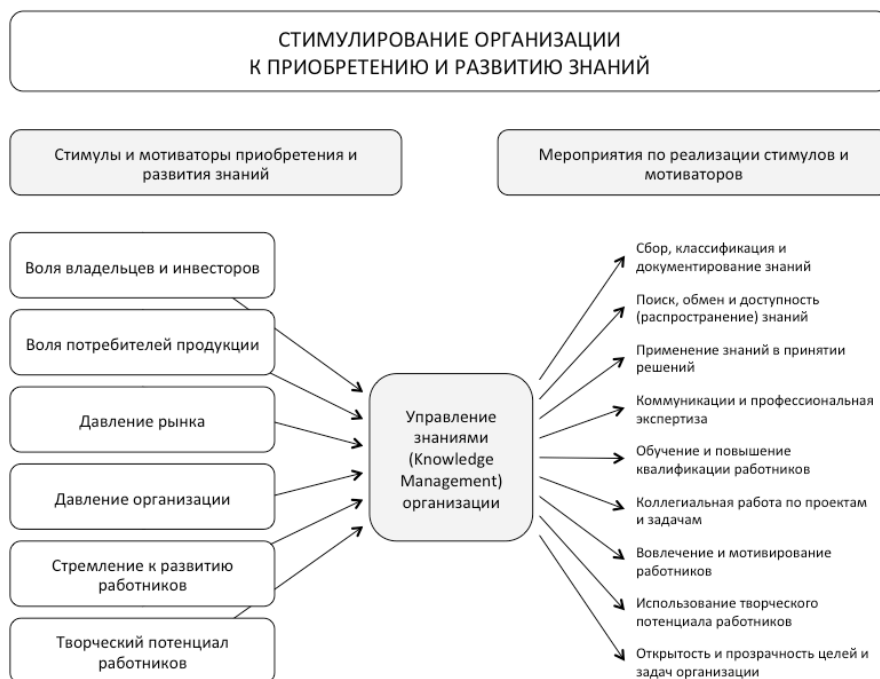 СТИМУЛИРОВАНИЕ ОРГАНИЗАЦИИ
К ПРИОБРЕТЕНИЮ И РАЗВИТИЮ ЗНАНИЙ
Стимулы и мотиваторы приобретения и
развития знаний
Мероприятия по реализации стимулов и
мотиваторов
Воля владельцев и инвесторов
Воля потребителей продукции
Давление рынка
Давление организации
Стремление к развитию
работников
Творческий потенциал
работников
Управление
знаниями
(Knowledge
Management)
организации
Сбор, классификация и
документирование знаний
Поиск, обмен и доступность
(распространение) знаний
Применение знаний в принятии
решений
Коммуникации и профессиональная
экспертиза
Обучение и повышение
квалификации работников
Коллегиальная работа по проектам
и задачам
Вовлечение и мотивирование
работников
Использование творческого
потенциала работников
Открытость и прозрачность целей и
задач организации